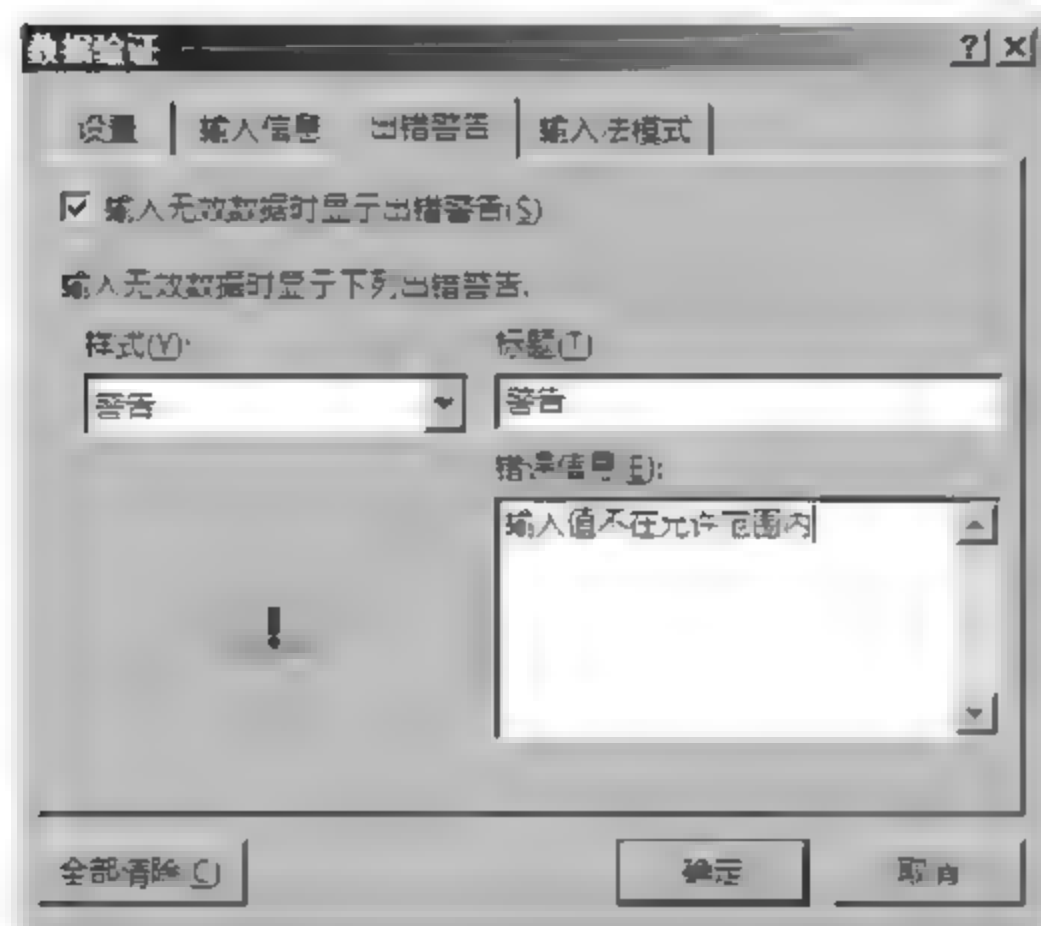 数据验证
设置 输入信息 出错警告 输入法模式
输入无效数据时显示出错警告(S)
输入无效数据时显示下列出错警告:
样式(Y): 标题(T)
警告 警告
错误信息(E):
输入值不在允许范围内
!
全部清除(C) 确定 取消